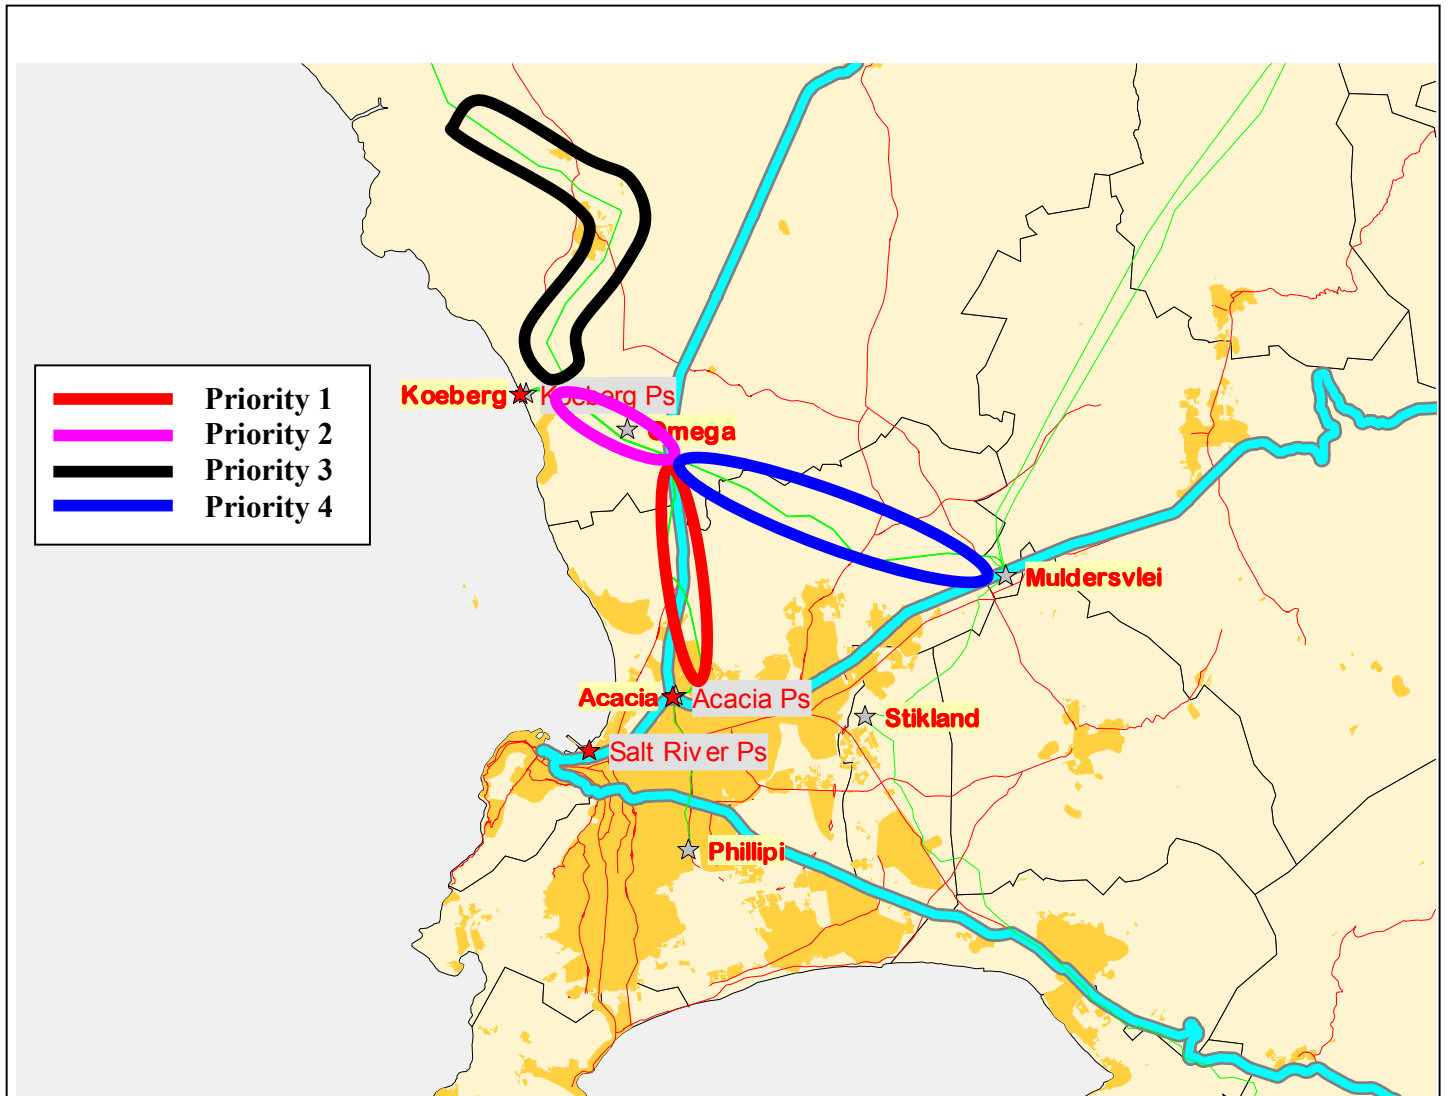 Priority 1
Priority 2
Priority 3
Priority 4
Koeberg
Koeberg Ps
Omega
Muldersvlei
Acacia
Acacia Ps
Stikland
Salt River Ps
Phillipi